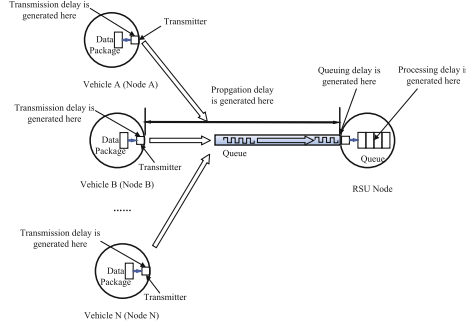 Transmission delay is
generated here
Transmitter
Data
Package
Vehicle A (Node A)
Propgation delay
is generated here
Queuing delay is
generated here
Processing delay is
generated here
Transmission delay is
generated here
Data
Package
Transmitter
Vehicle B (Node B)
Queue
Queue
RSU Node
......
Transmission delay is
generated here
Data
Package
Transmitter
Vehicle N (Node N)